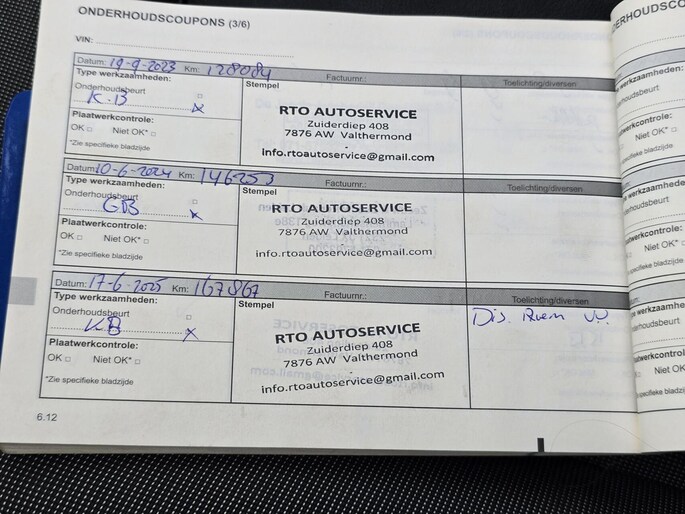 ONDERHOUDSCOUPONS (3/6)
VIN:
Datum: 19-9-2023 Km: 128084 Factuurnr.: Toelichting/diversen
Type werkzaamheden: Stempel
Onderhoudsbeurt
K.B X
Plaatwerkcontrole:
OK Niet OK*
*Zie specifieke bladzijde
RTO AUTOSERVICE
Zuiderdiep 408
7876 AW Valthermond
info.rtoautoservice@gmail.com
Datum: 10-6-2024 Km: 146253 Factuurnr.: Toelichting/diversen
Type werkzaamheden: Stempel
Onderhoudsbeurt
GB X
Plaatwerkcontrole:
OK Niet OK*
*Zie specifieke bladzijde
RTO AUTOSERVICE
Zuiderdiep 408
7876 AW Valthermond
info.rtoautoservice@gmail.com
Datum: 17-6-2025 Km: 167867 Factuurnr.: Toelichting/diversen
Type werkzaamheden: Stempel
Onderhoudsbeurt
KB X
Plaatwerkcontrole:
OK Niet OK*
*Zie specifieke bladzijde
RTO AUTOSERVICE
Zuiderdiep 408
7876 AW Valthermond
info.rtoautoservice@gmail.com
Dis. Riem
6.12